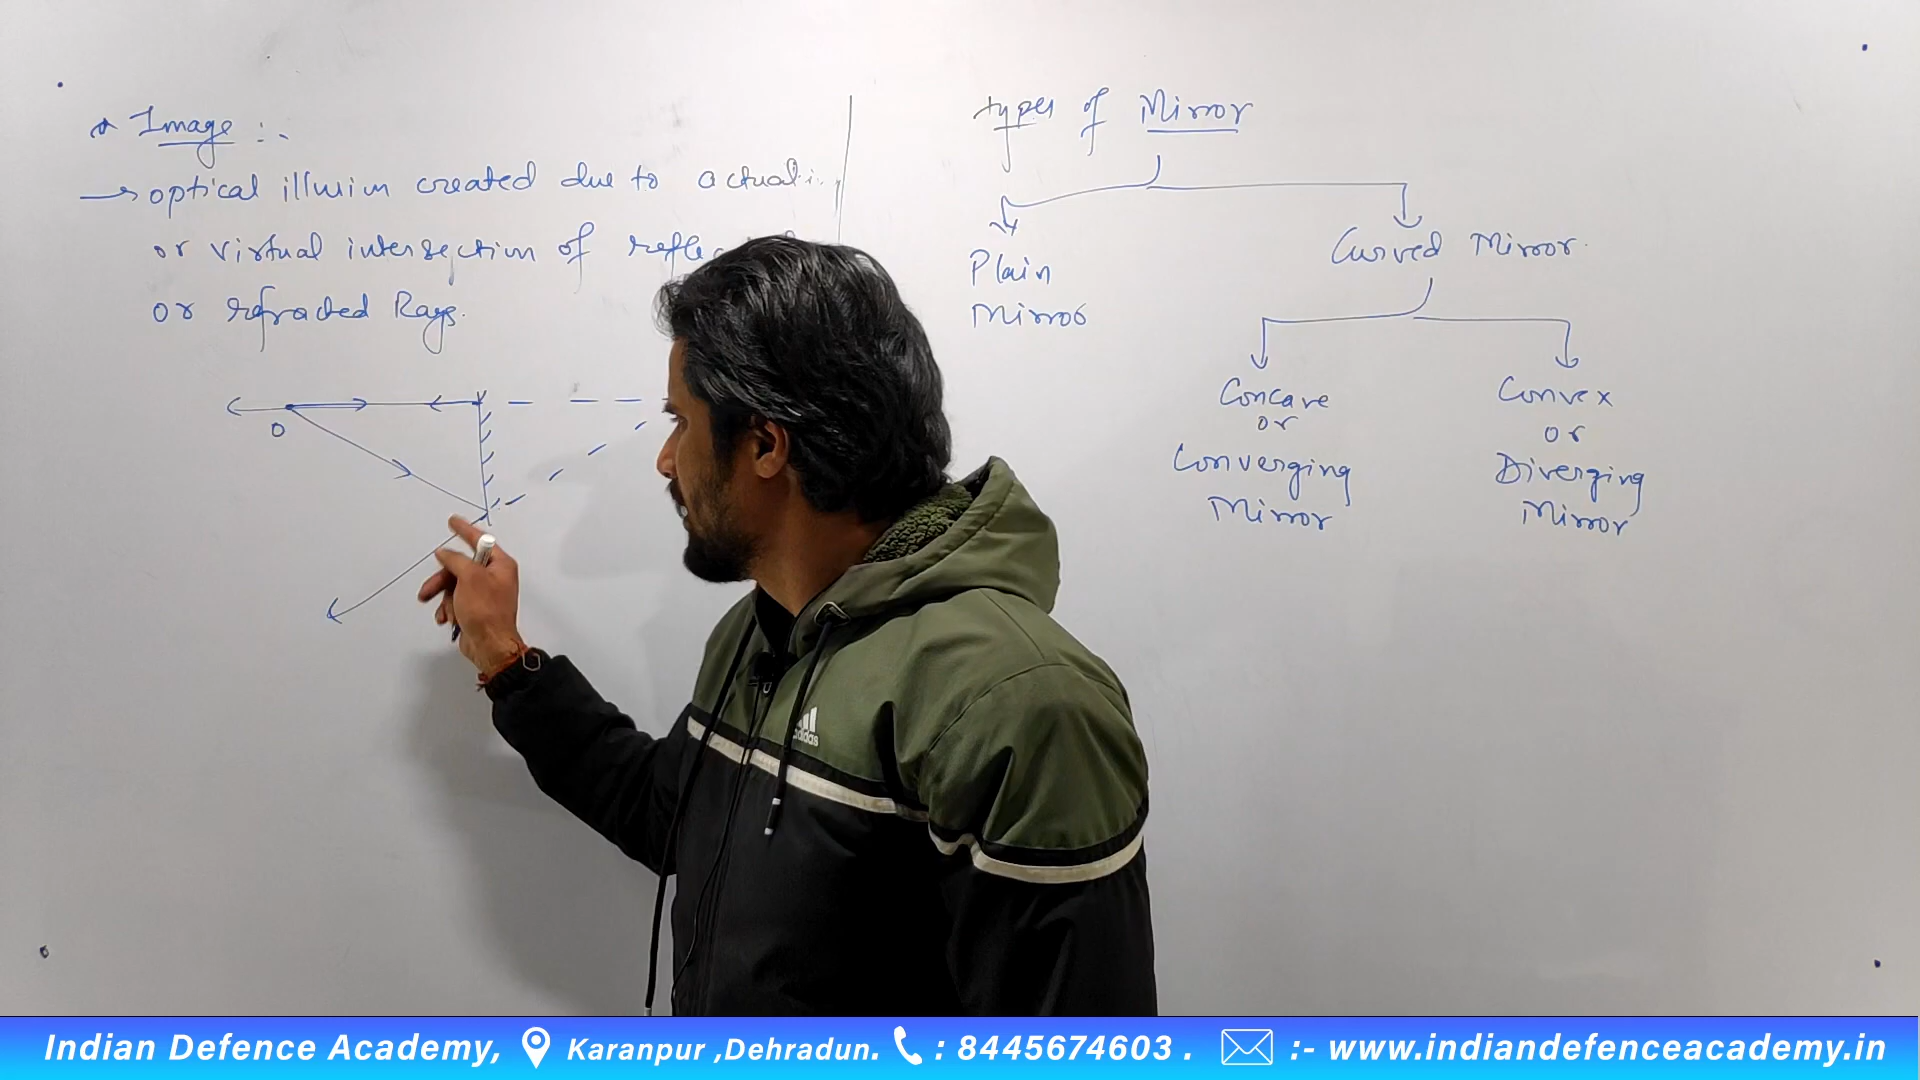 Image :-
→ optical illusion created due to actual
or virtual intersection of
or refracted Rays.
O
types of Mirror
Plain
Mirror
Curved Mirror
Concave
or
Converging
Mirror
Convex
or
Diverging
Mirror
adidas
Indian Defence Academy, Karanpur ,Dehradun. : 8445674603 . :- www.indiandefenceacademy.in